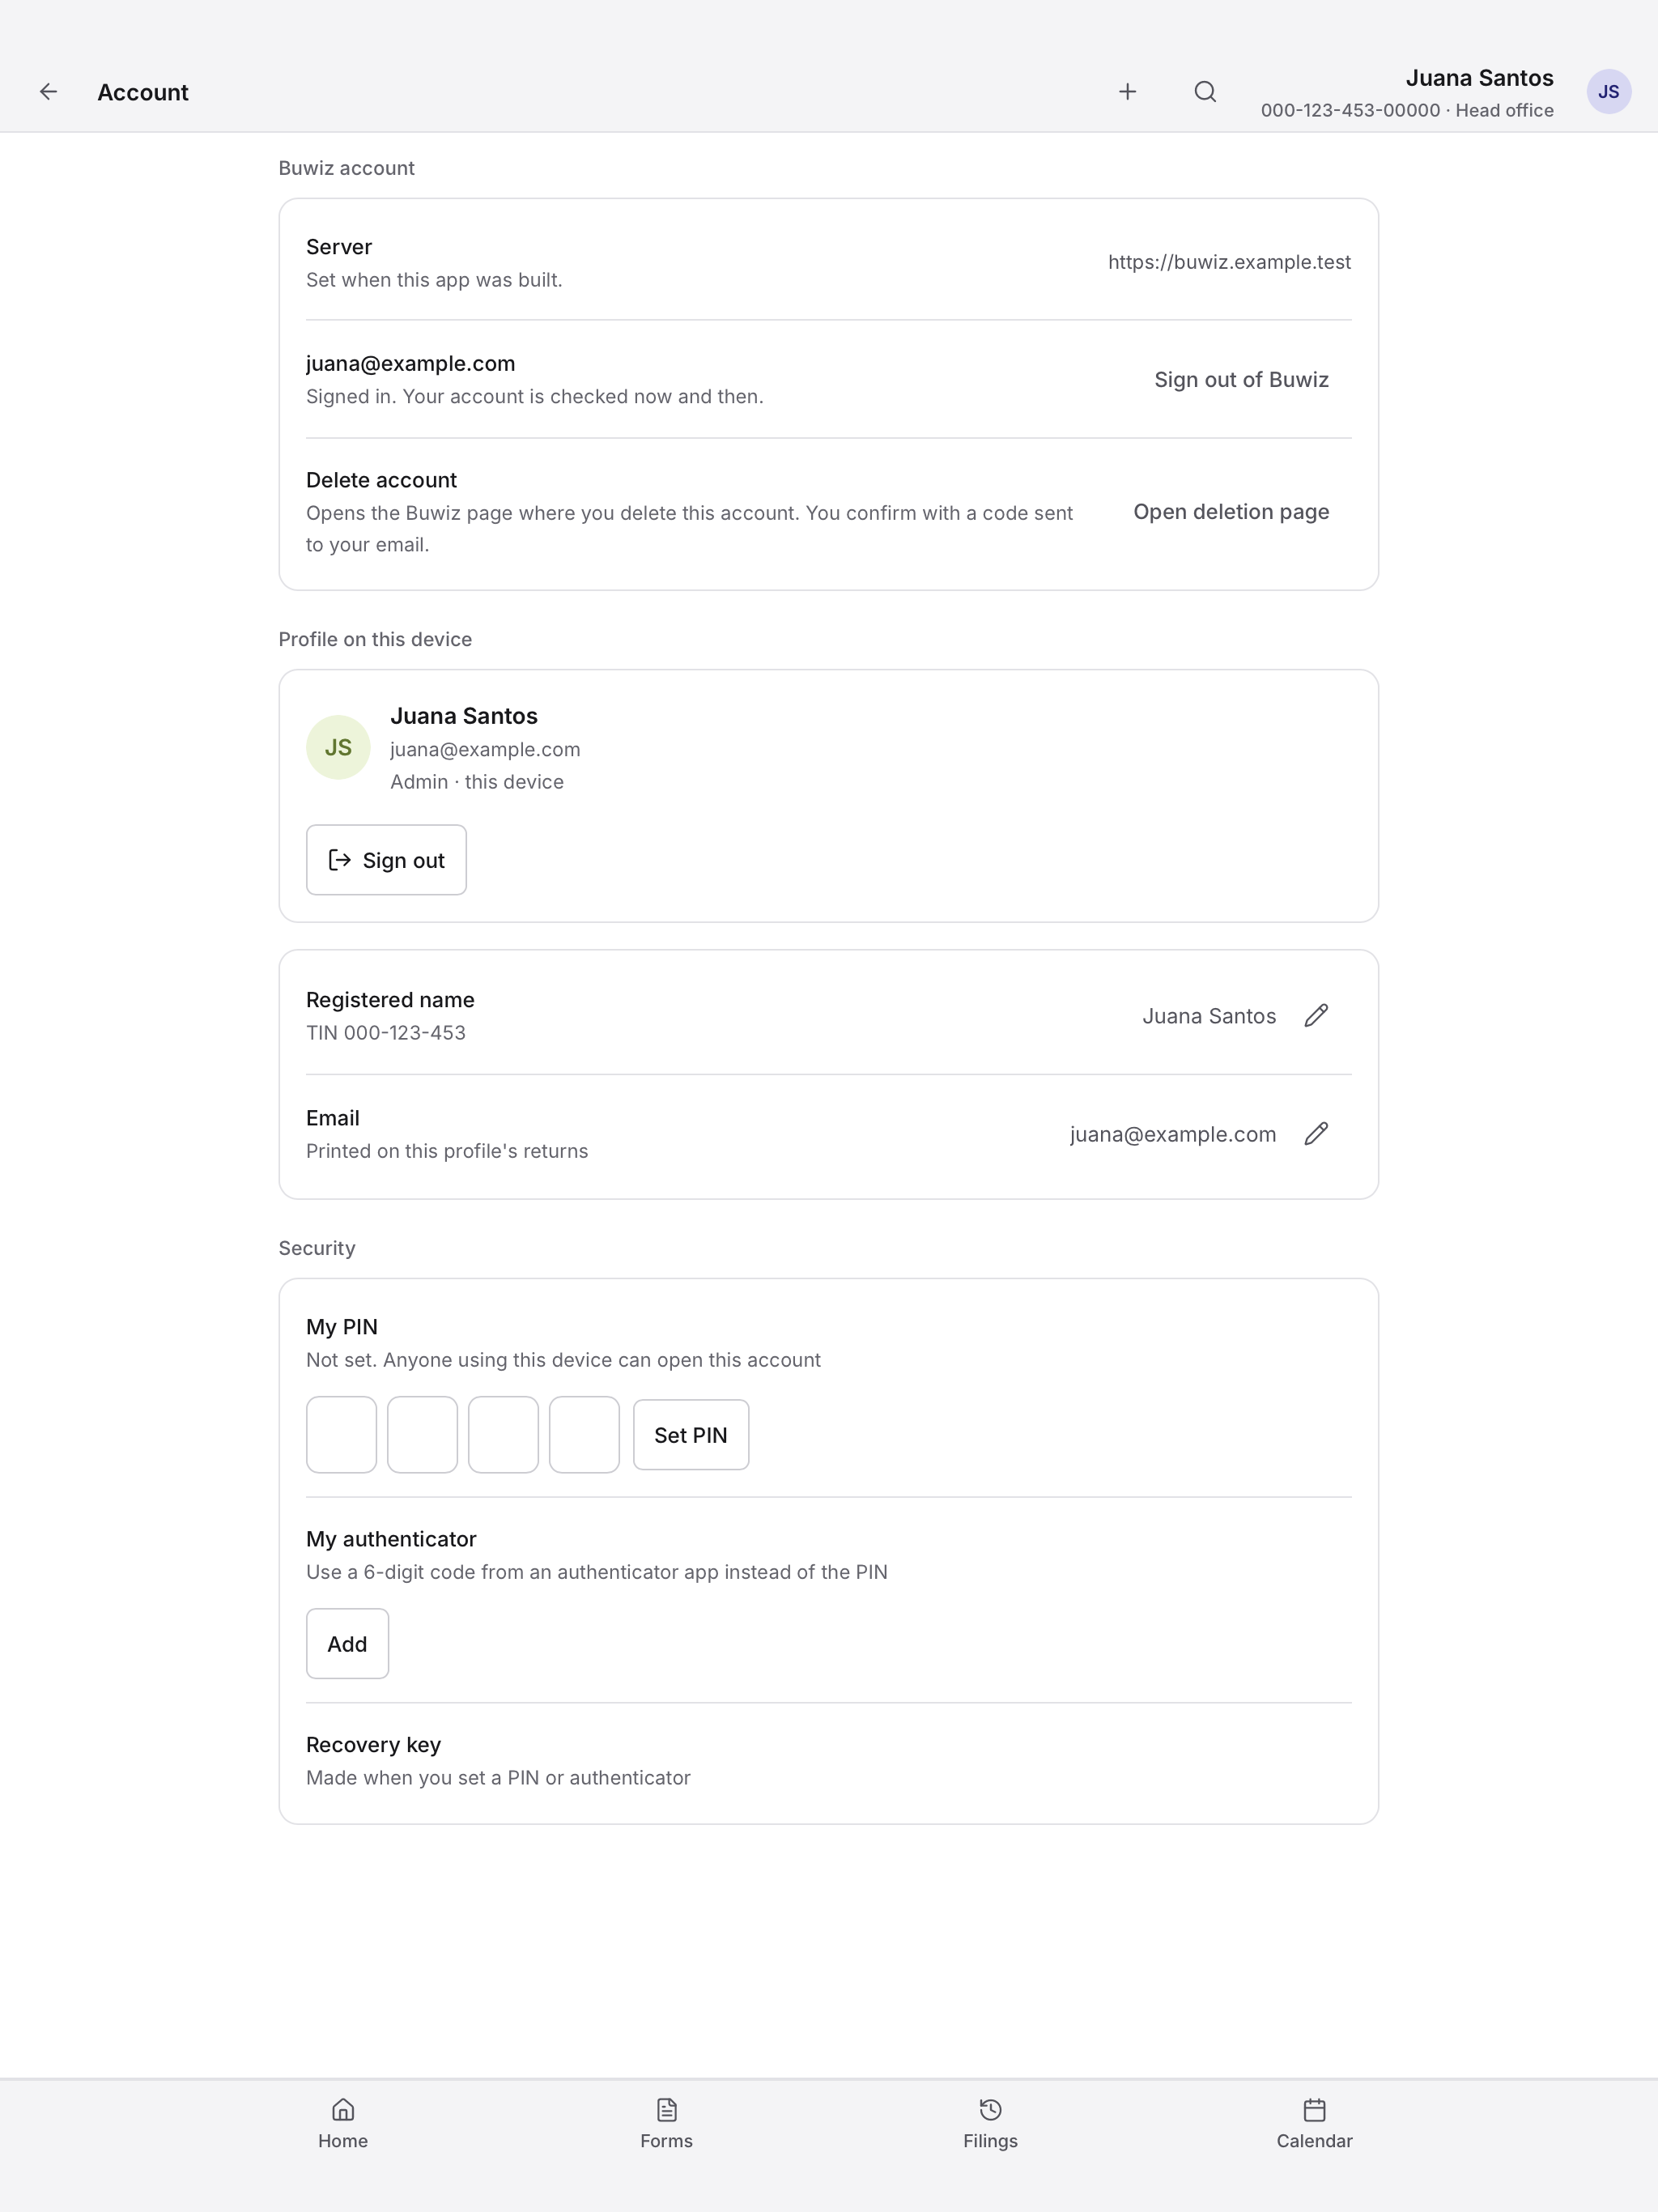 Account
Juana Santos
000-123-453-00000 · Head office
JS
Buwiz account
Server
Set when this app was built.
https://buwiz.example.test
juana@example.com
Signed in. Your account is checked now and then.
Sign out of Buwiz
Delete account
Opens the Buwiz page where you delete this account. You confirm with a code sent
to your email.
Open deletion page
Profile on this device
JS
Juana Santos
juana@example.com
Admin · this device
Sign out
Registered name
TIN 000-123-453
Juana Santos
Email
Printed on this profile's returns
juana@example.com
Security
My PIN
Not set. Anyone using this device can open this account
Set PIN
My authenticator
Use a 6-digit code from an authenticator app instead of the PIN
Add
Recovery key
Made when you set a PIN or authenticator
Home
Forms
Filings
Calendar